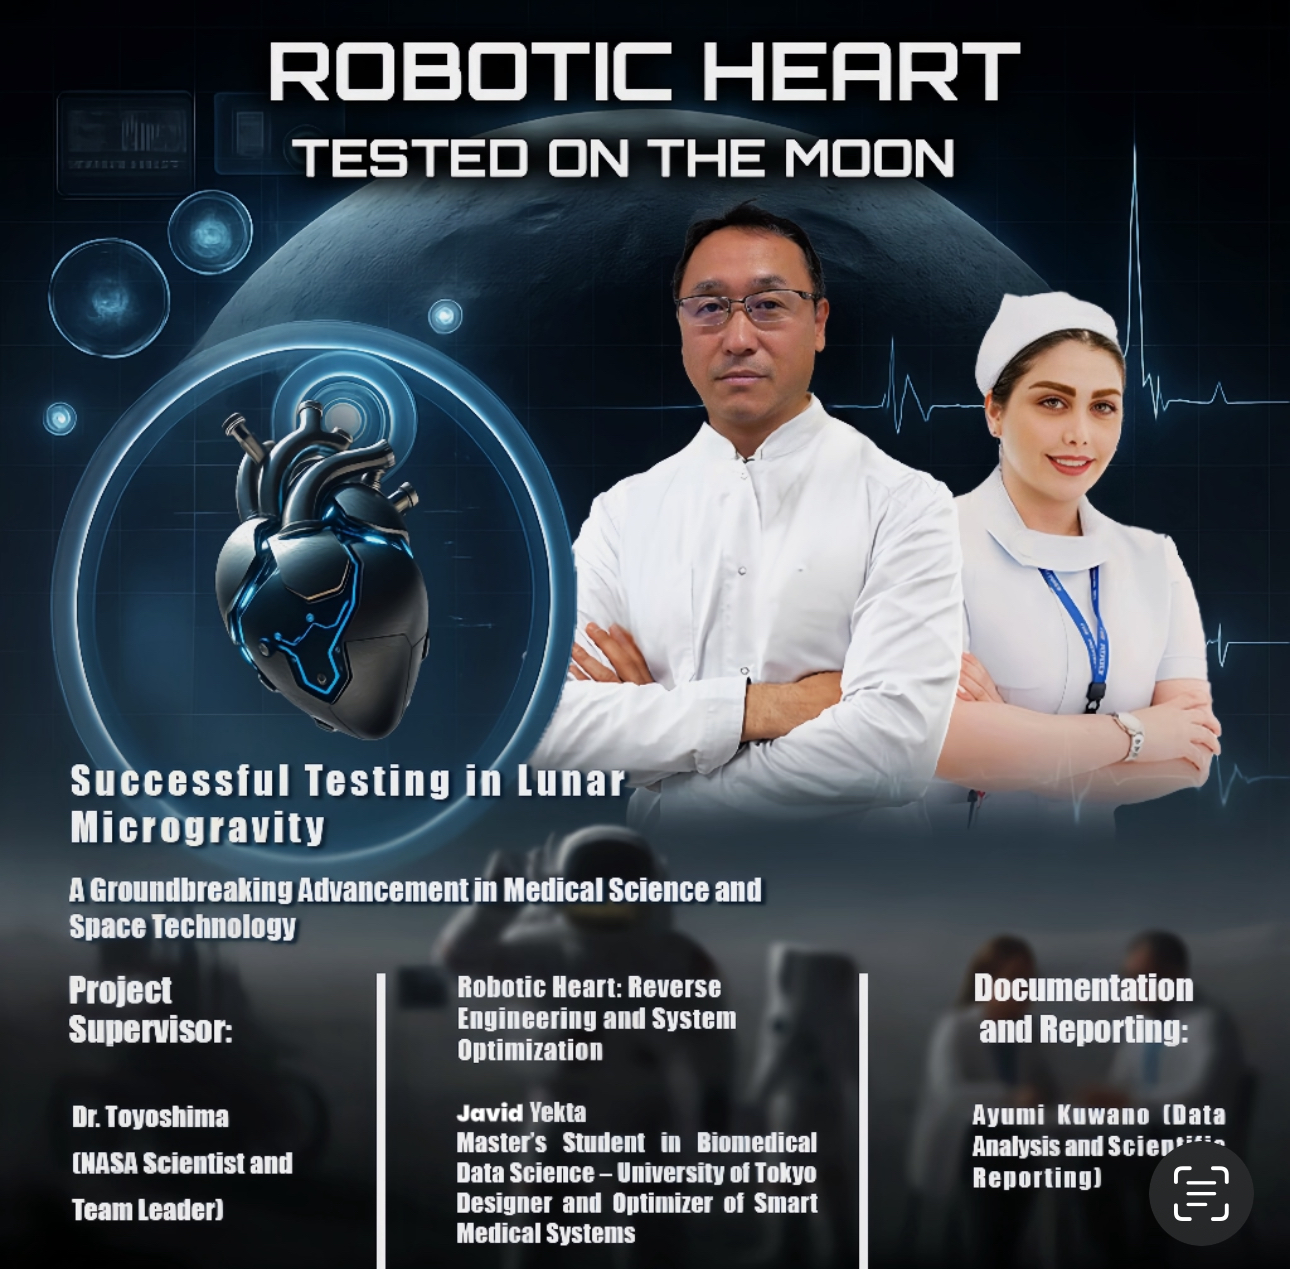 ROBOTIC HEART
TESTED ON THE MOON
Successful Testing in Lunar
Microgravity
A Groundbreaking Advancement in Medical Science and
Space Technology
Project
Supervisor:
Dr. Toyoshima
(NASA Scientist and
Team Leader)
Robotic Heart: Reverse
Engineering and System
Optimization
Javid Yekta
Master's Student in Biomedical
Data Science – University of Tokyo
Designer and Optimizer of Smart
Medical Systems
Documentation
and Reporting:
Ayumi Kuwano (Data
Analysis and Scientific
Reporting)